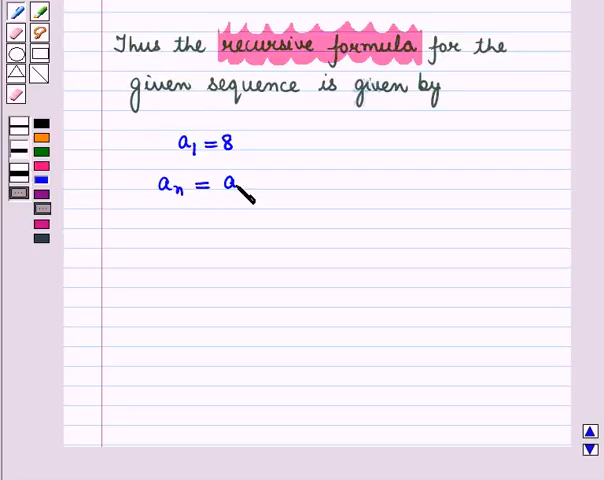 Thus the recursive formula for the
given sequence is given by
a₁ = 8
aₙ = a